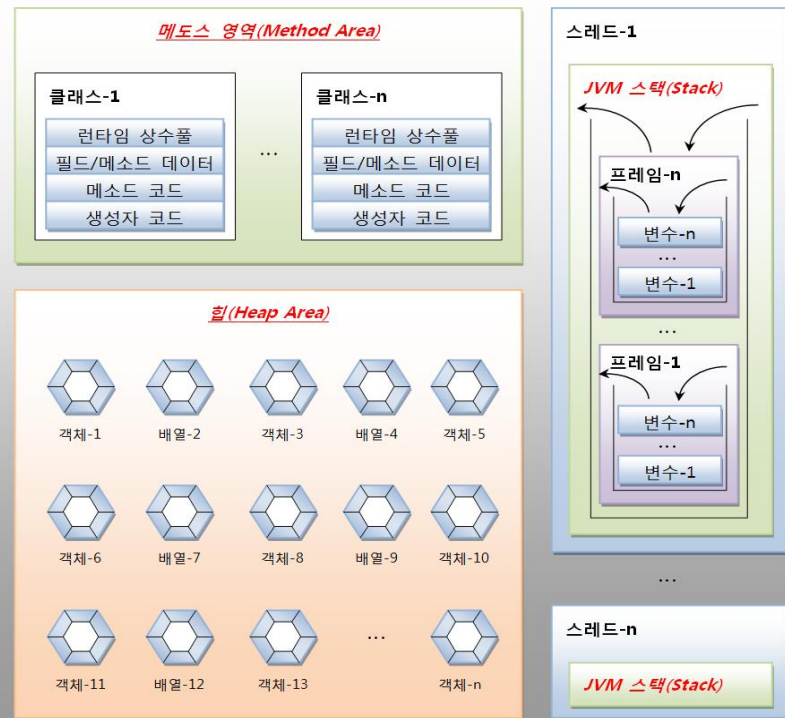 메도스 영역(Method Area)
클래스-1
런타임 상수풀
필드/메소드 데이터
메소드 코드
생성자 코드
...
클래스-n
런타임 상수풀
필드/메소드 데이터
메소드 코드
생성자 코드
힙(Heap Area)
객체-1 배열-2 객체-3 배열-4 객체-5
객체-6 배열-7 객체-8 배열-9 객체-10
...
객체-11 배열-12 객체-13 객체-n
스레드-1
JVM 스택(Stack)
프레임-n
변수-n
...
변수-1
...
프레임-1
변수-n
...
변수-1
...
스레드-n
JVM 스택(Stack)